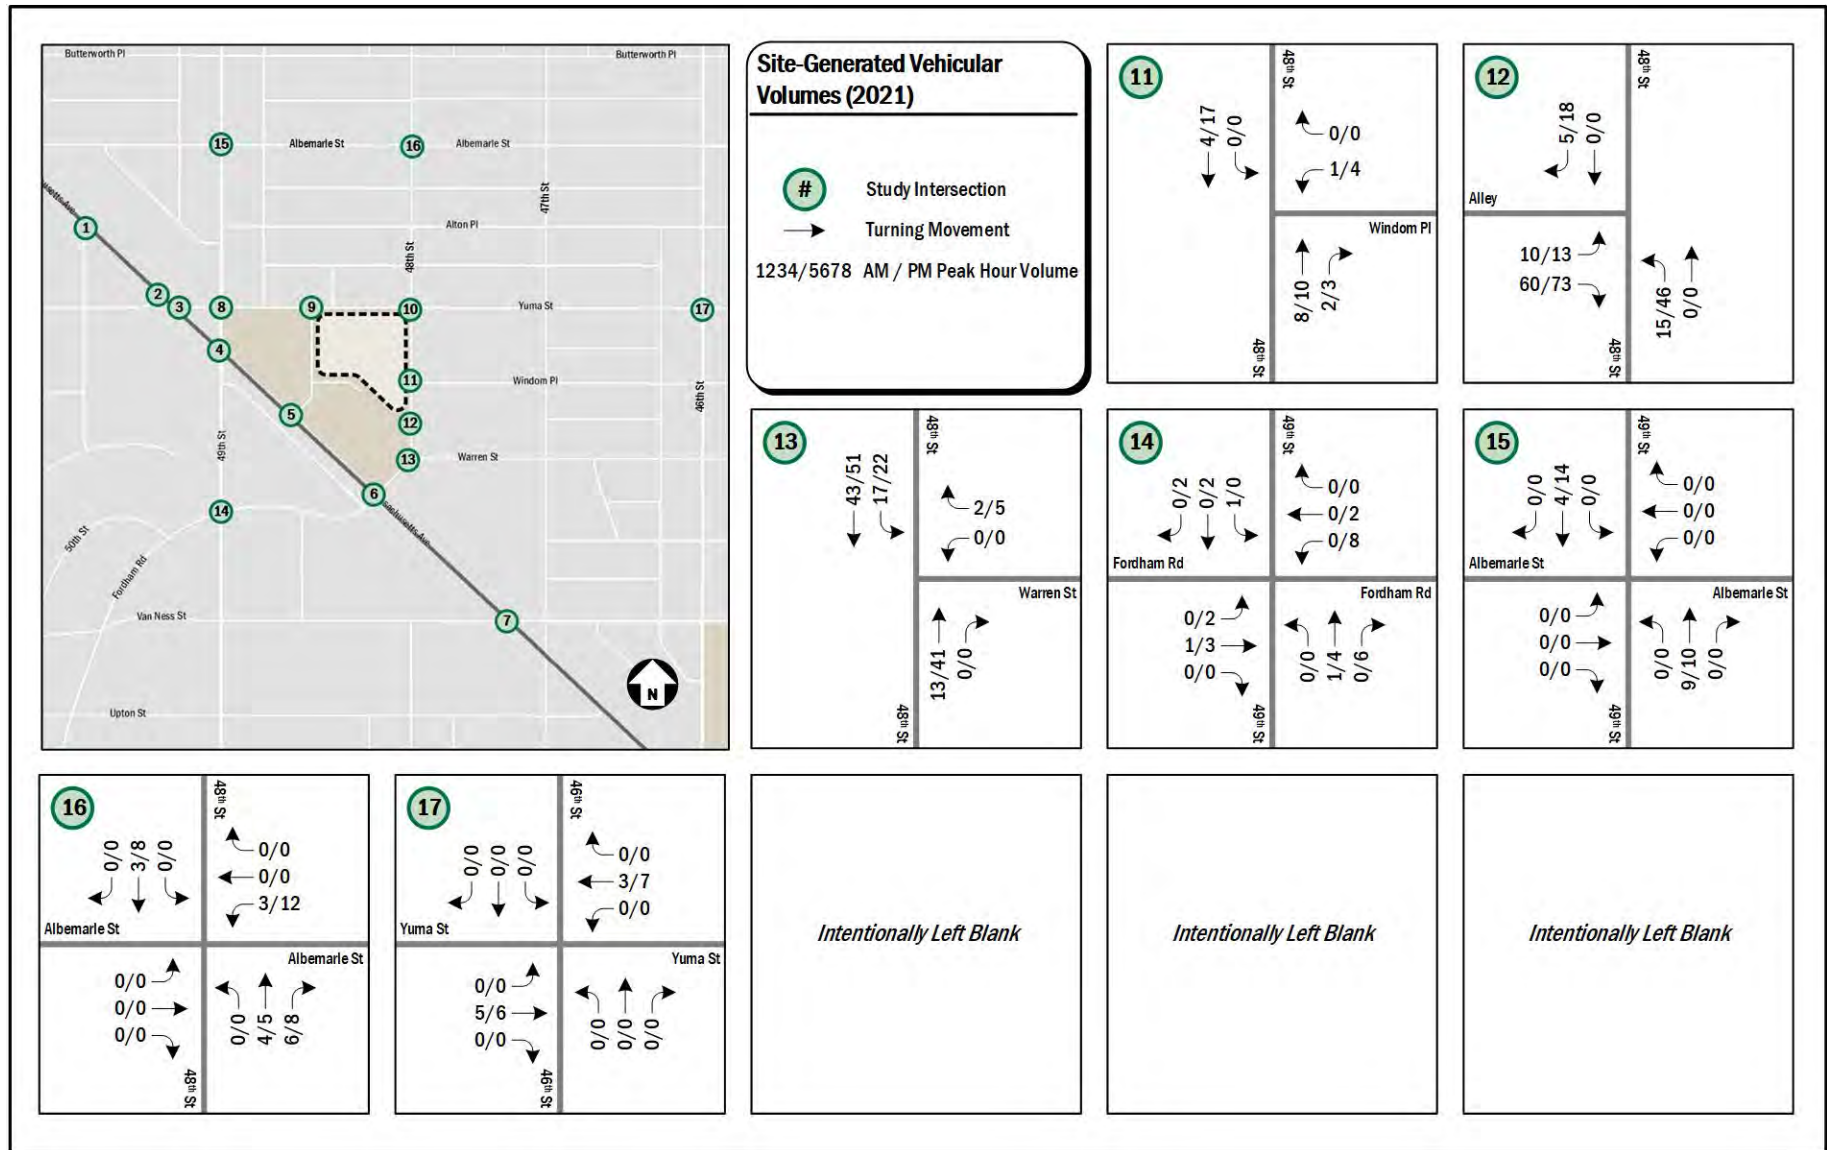 Butterworth Pl
Butterworth Pl
15
Albemarle St
16
Albemarle St
47th St
1
Alton Pl
48th St
2
3
8
9
10
Yuma St
17
4
11
Windom Pl
46th St
5
12
49th St
13
Warren St
6
14
50th St
Fordham Rd
Van Ness St
7
N
Upton St
Site-Generated Vehicular
Volumes (2021)
#
Study Intersection
Turning Movement
1234/5678 AM / PM Peak Hour Volume
11
48th St
4/17
0/0
0/0
1/4
Windom Pl
8/10
2/3
48th St
12
48th St
5/18
0/0
Alley
10/13
60/73
15/46
0/0
48th St
13
48th St
43/51
17/22
2/5
0/0
Warren St
13/41
0/0
48th St
14
49th St
0/2
0/2
1/0
0/0
0/2
0/8
Fordham Rd
Fordham Rd
0/2
1/3
0/0
0/0
1/4
0/6
49th St
15
49th St
0/0
4/14
0/0
0/0
0/0
0/0
Albemarle St
Albemarle St
0/0
0/0
0/0
0/0
9/10
0/0
49th St
16
48th St
0/0
3/8
0/0
0/0
0/0
3/12
Albemarle St
Albemarle St
0/0
0/0
0/0
0/0
4/5
6/8
48th St
17
46th St
0/0
0/0
0/0
0/0
3/7
0/0
Yuma St
Yuma St
0/0
5/6
0/0
0/0
0/0
0/0
46th St
Intentionally Left Blank
Intentionally Left Blank
Intentionally Left Blank